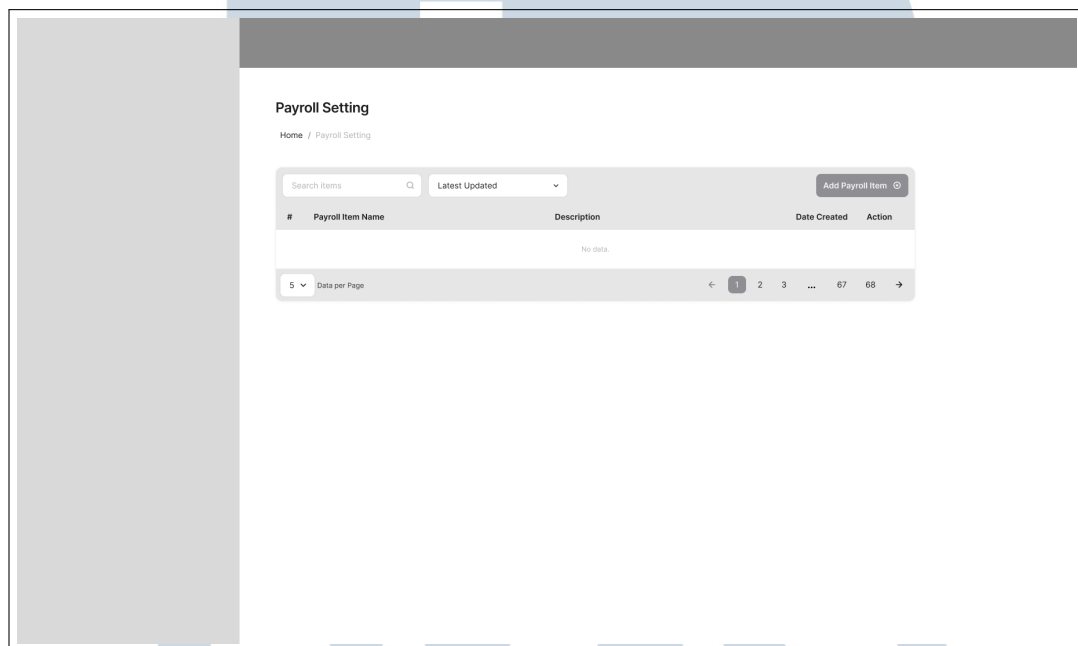 Payroll Setting
Home / Payroll Setting
Search items Latest Updated Add Payroll Item
# Payroll Item Name Description Date Created Action
No data.
5 Data per Page ← 1 2 3 ... 67 68 →